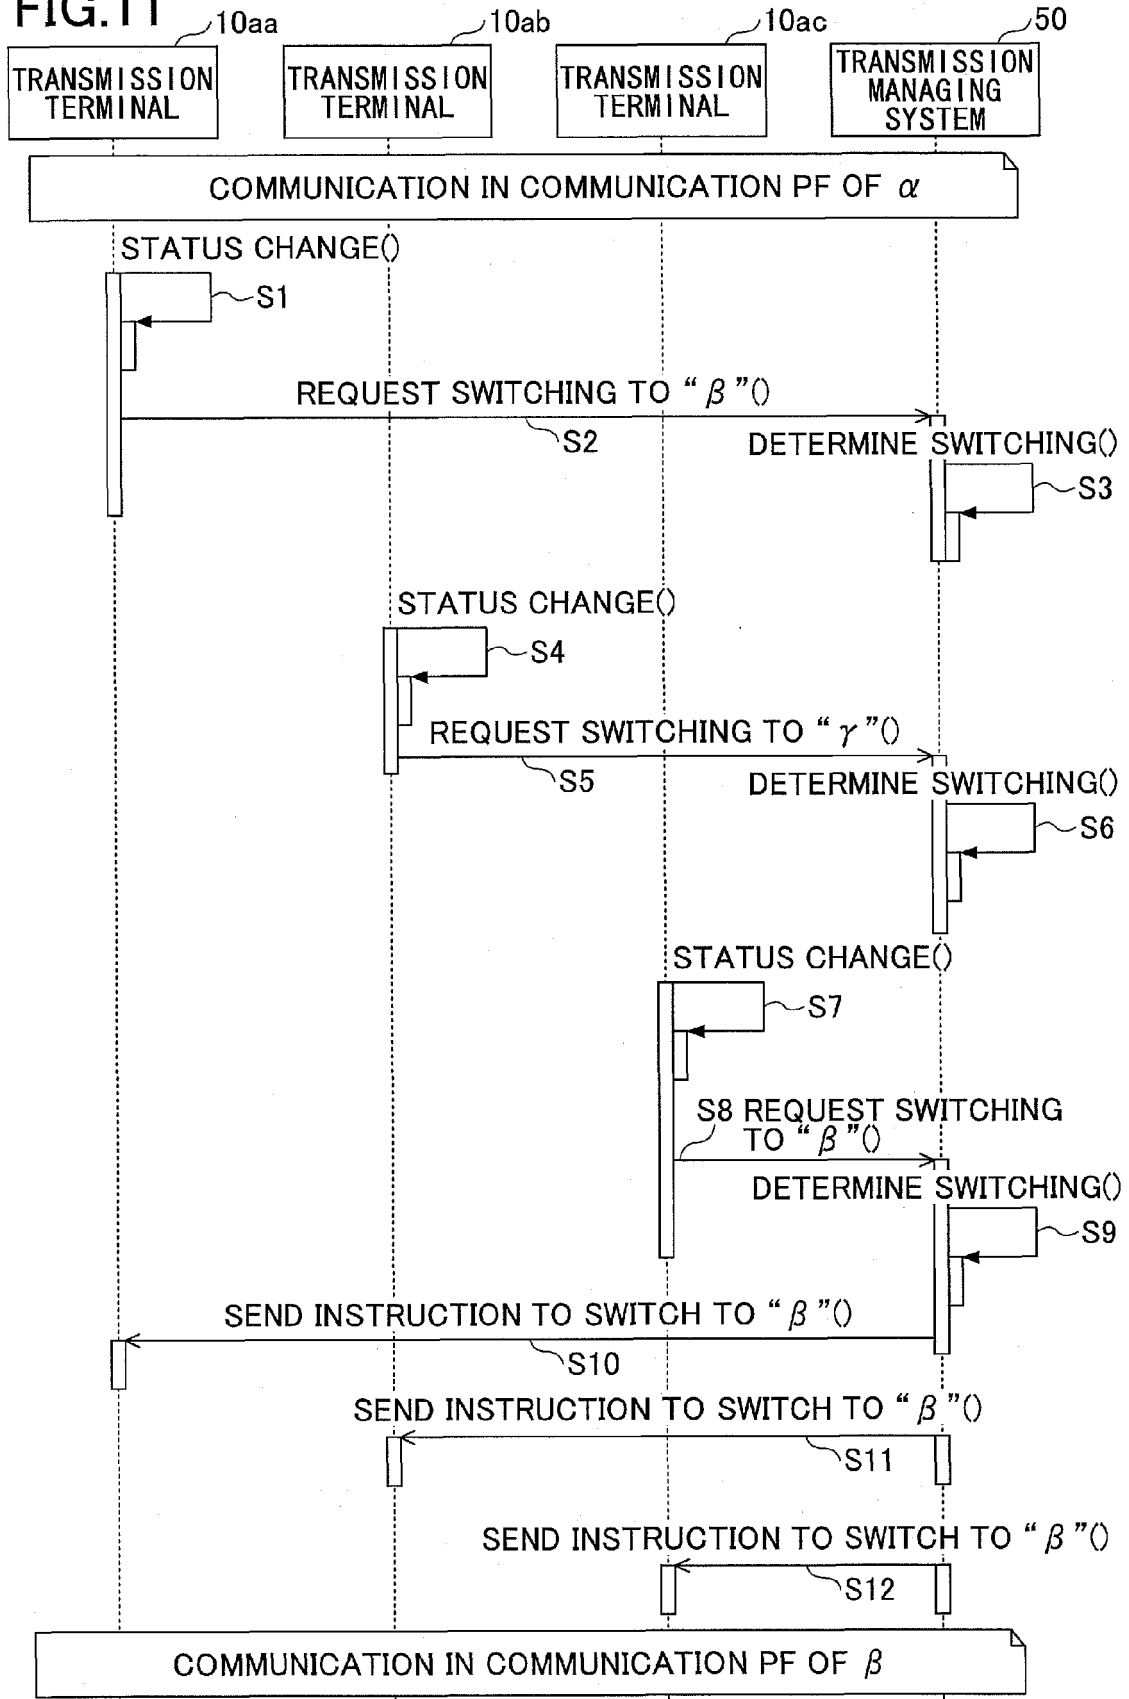 FIG.11
10aa
10ab
10ac
50
TRANSMISSION
TERMINAL
TRANSMISSION
TERMINAL
TRANSMISSION
TERMINAL
TRANSMISSION
MANAGING
SYSTEM
COMMUNICATION IN COMMUNICATION PF OF α
STATUS CHANGE()
S1
REQUEST SWITCHING TO “β”()
S2
DETERMINE SWITCHING()
S3
STATUS CHANGE()
S4
REQUEST SWITCHING TO “γ”()
S5
DETERMINE SWITCHING()
S6
STATUS CHANGE()
S7
S8 REQUEST SWITCHING
TO “β”()
DETERMINE SWITCHING()
S9
SEND INSTRUCTION TO SWITCH TO “β”()
S10
SEND INSTRUCTION TO SWITCH TO “β”()
S11
SEND INSTRUCTION TO SWITCH TO “β”()
S12
COMMUNICATION IN COMMUNICATION PF OF β